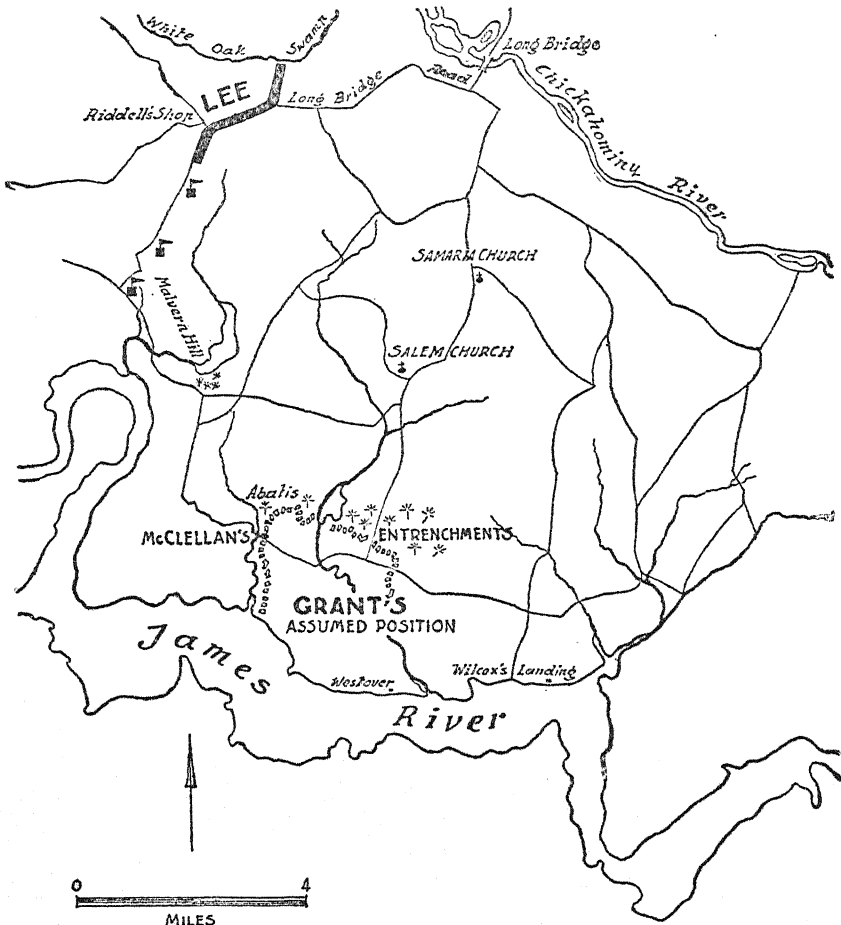 White Oak Swamp
Long Bridge
LEE
Long Bridge Road
Riddell's Shop
Chickahominy River
SAMARIA CHURCH
Malvern Hill
SALEM CHURCH
Abatis
McCLELLAN'S ENTRENCHMENTS
GRANT'S
ASSUMED POSITION
James River
Westover
Wilcox's Landing
0 4
MILES